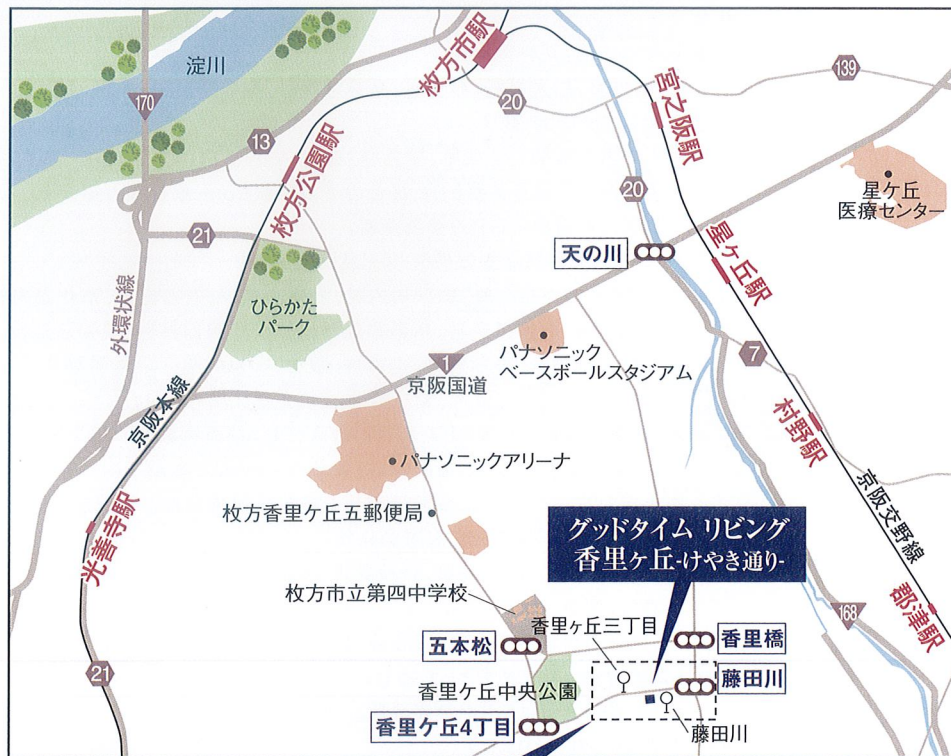 淀川
170
13
枚方市駅
20
宮之阪駅
139
枚方公園駅
21
外環状線
20
星ケ丘
医療センター
天の川
星ヶ丘駅
ひらかた
パーク
1
京阪国道
パナソニック
ベースボールスタジアム
7
京阪本線
村野駅
パナソニックアリーナ
京阪交野線
枚方香里ケ丘五郵便局
光善寺駅
グッドタイム リビング
香里ヶ丘-けやき通り-
郡津駅
168
枚方市立第四中学校
香里ヶ丘三丁目
五本松
香里橋
21
香里ケ丘中央公園
藤田川
香里ケ丘4丁目
藤田川